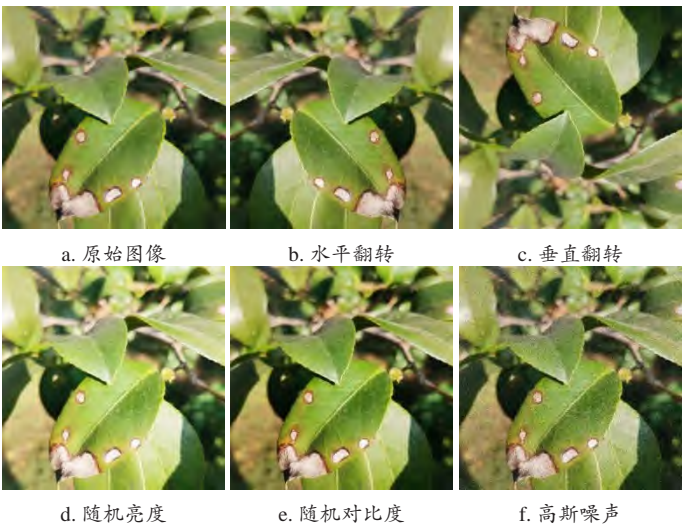 a. 原始图像
b. 水平翻转
c. 垂直翻转
d. 随机亮度
e. 随机对比度
f. 高斯噪声